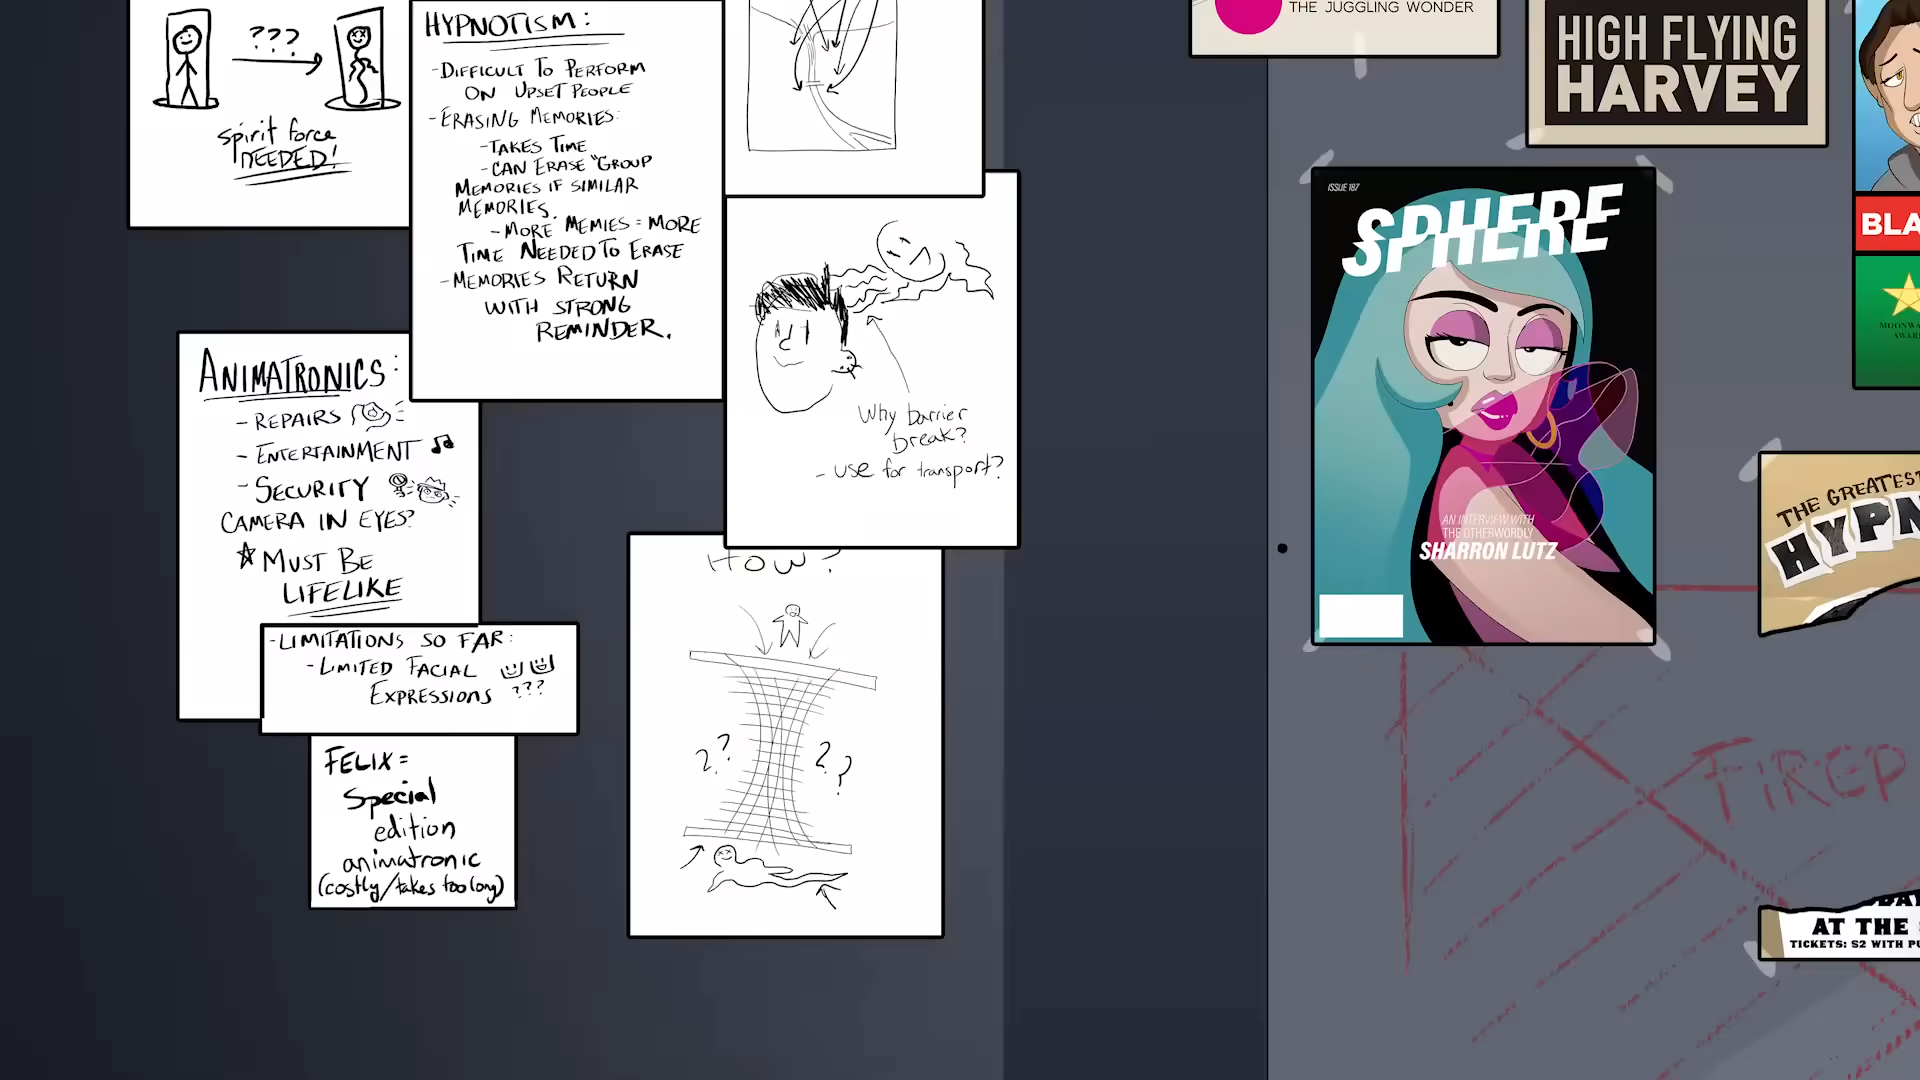 ???
spirit force
NEEDED!
HYPNOTISM:
-DIFFICULT TO PERFORM
ON UPSET PEOPLE
-ERASING MEMORIES:
-TAKES TIME
-CAN ERASE "GROUP
MEMORIES IF SIMILAR
MEMORIES.
-MORE MEMIES = MORE
TIME NEEDED TO ERASE
-MEMORIES RETURN
WITH STRONG
REMINDER.
ANIMATRONICS:
- REPAIRS
- ENTERTAINMENT
- SECURITY
CAMERA IN EYES?
MUST BE
LIFELIKE
-LIMITATIONS SO FAR:
-LIMITED FACIAL
EXPRESSIONS ???
FELIX =
special
edition
animatronic
(costly/takes too long)
Why barrier
break?
- use for transport?
HOW?
??
??
THE JUGGLING WONDER
HIGH FLYING
HARVEY
ISSUE 187
SPHERE
AN INTERVIEW WITH
THE OTHERWORDLY
SHARRON LUTZ
BLA
THE GREATEST
HYPN
FIREP
AT THE
TICKETS: $2 WITH PU